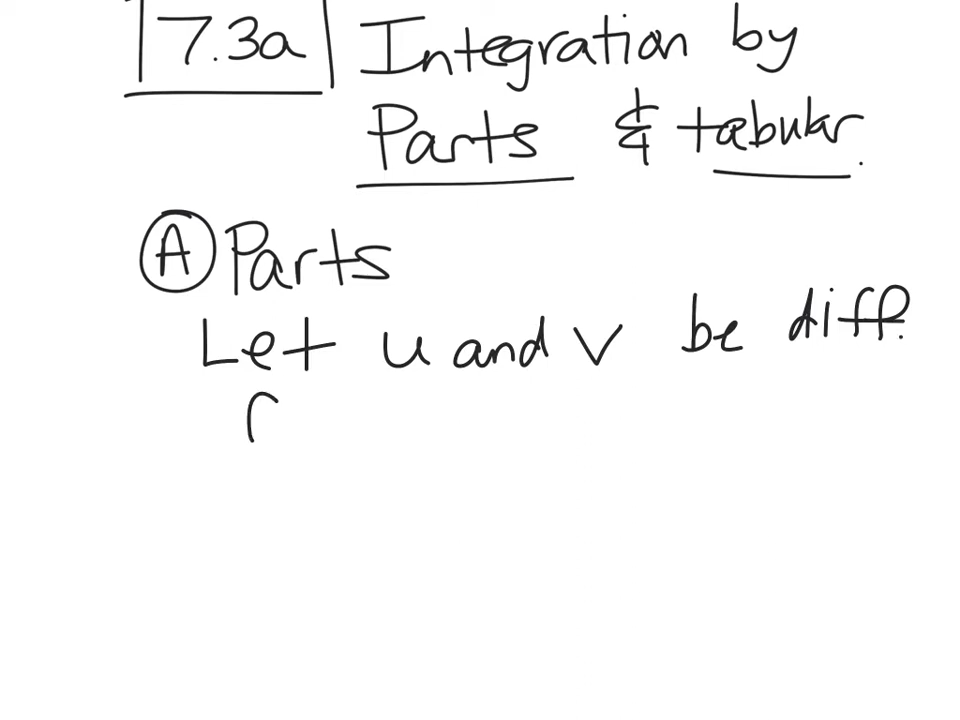 7.3a Integration by
Parts & tabular.
A Parts
Let u and v be diff.